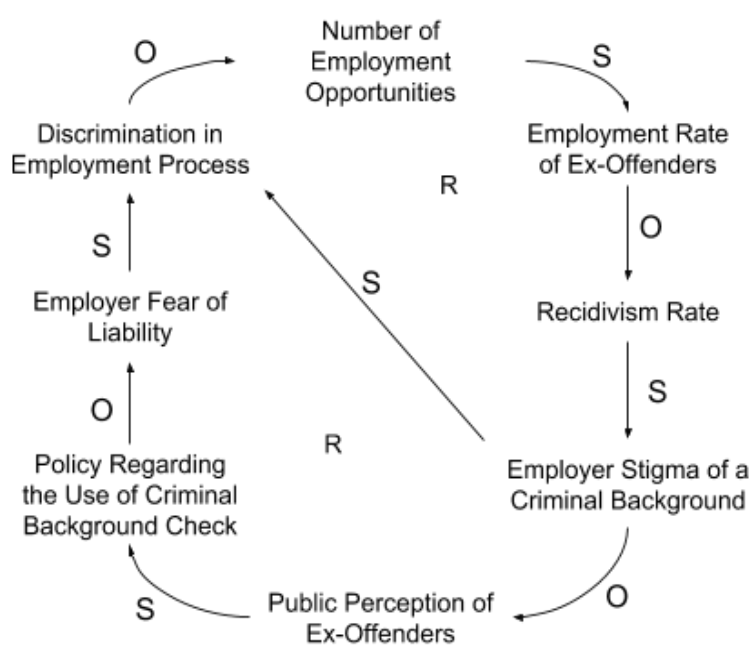 Number of
Employment
Opportunities
S
Employment Rate
of Ex-Offenders
O
Recidivism Rate
S
Employer Stigma of a
Criminal Background
O
Public Perception of
Ex-Offenders
S
Policy Regarding
the Use of Criminal
Background Check
O
Employer Fear of
Liability
S
Discrimination in
Employment Process
O
R
S
R